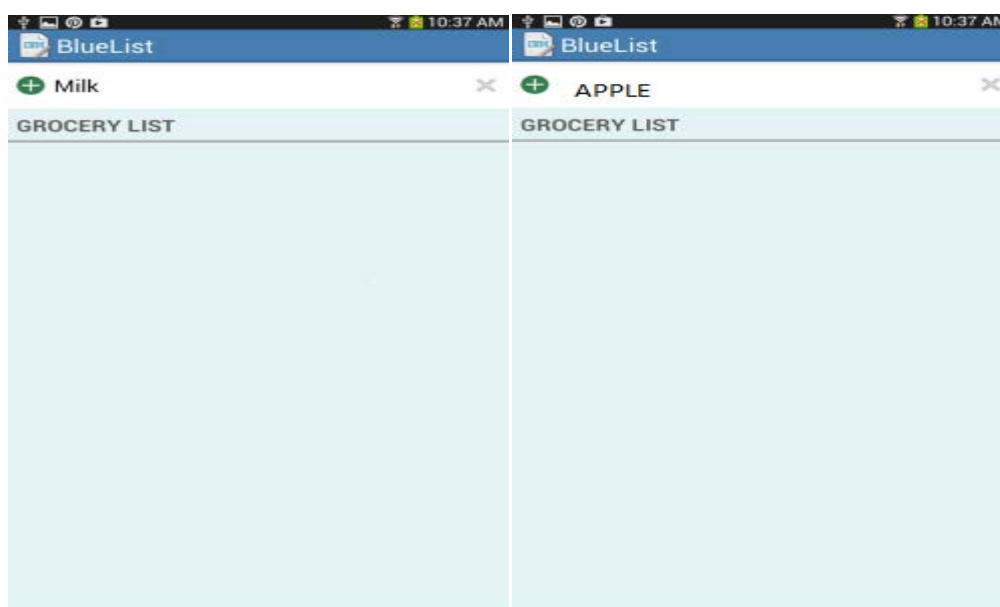 10:37 AM
BlueList
Milk
GROCERY LIST
10:37 AM
BlueList
APPLE
GROCERY LIST